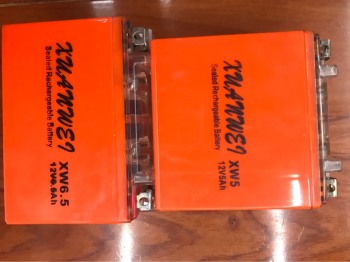 XUANWEI
Sealed Rechargeable Battery
XW6.5
12V6.5Ah
XUANWEI
Sealed Rechargeable Battery
XW5
12V5Ah